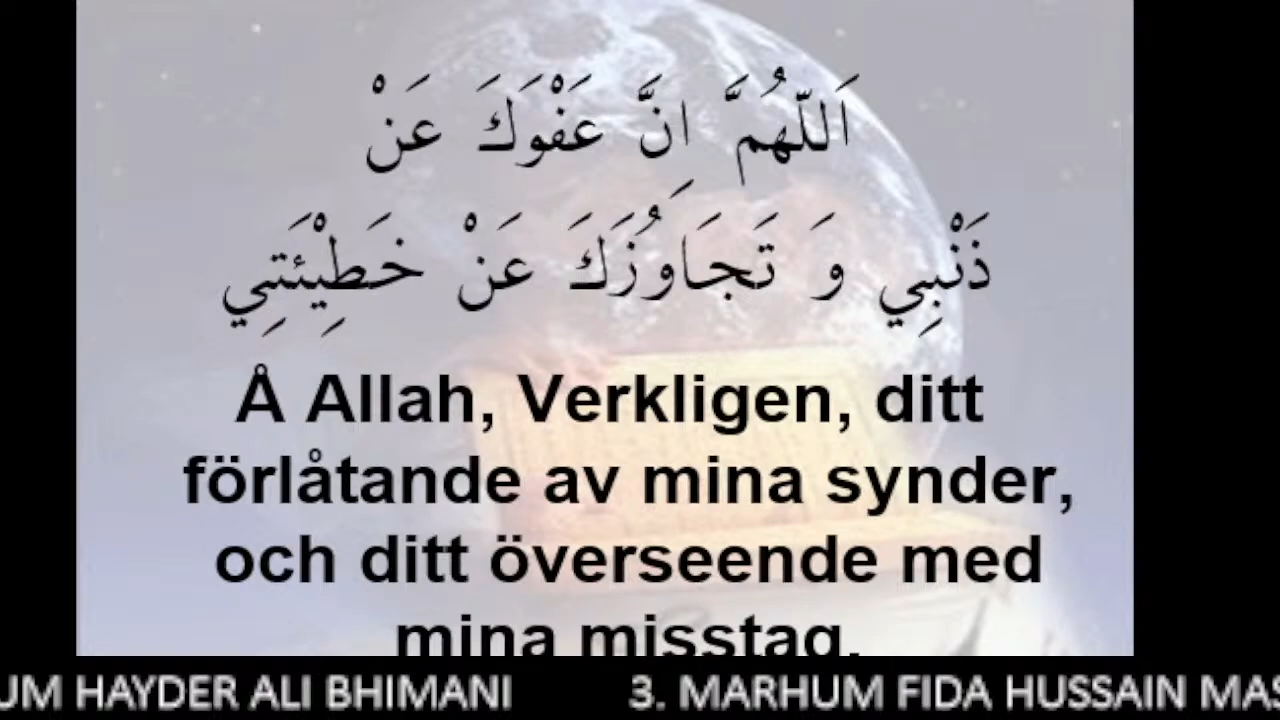 اَللّهُمَّ اِنَّ عَفْوَكَ عَنْ
ذَنْبِي وَ تَجَاوُزَكَ عَنْ خَطِيْئَتِي
Å Allah, Verkligen, ditt
förlåtande av mina synder,
och ditt överseende med
mina misstag,
UM HAYDER ALI BHIMANI 3. MARHUM FIDA HUSSAIN MAS